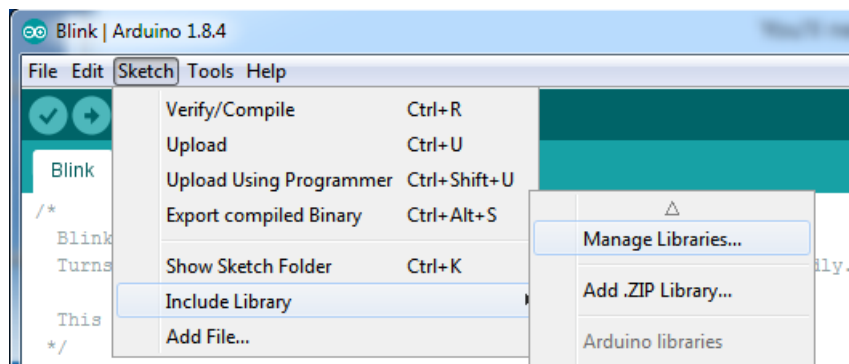 Blink | Arduino 1.8.4
File Edit Sketch Tools Help
Verify/Compile Ctrl+R
Upload Ctrl+U
Blink
Upload Using Programmer Ctrl+Shift+U
/*
Export compiled Binary Ctrl+Alt+S
Manage Libraries...
Blink
Turns
Show Sketch Folder Ctrl+K
Add .ZIP Library...
Include Library
This
Add File...
Arduino libraries
*/